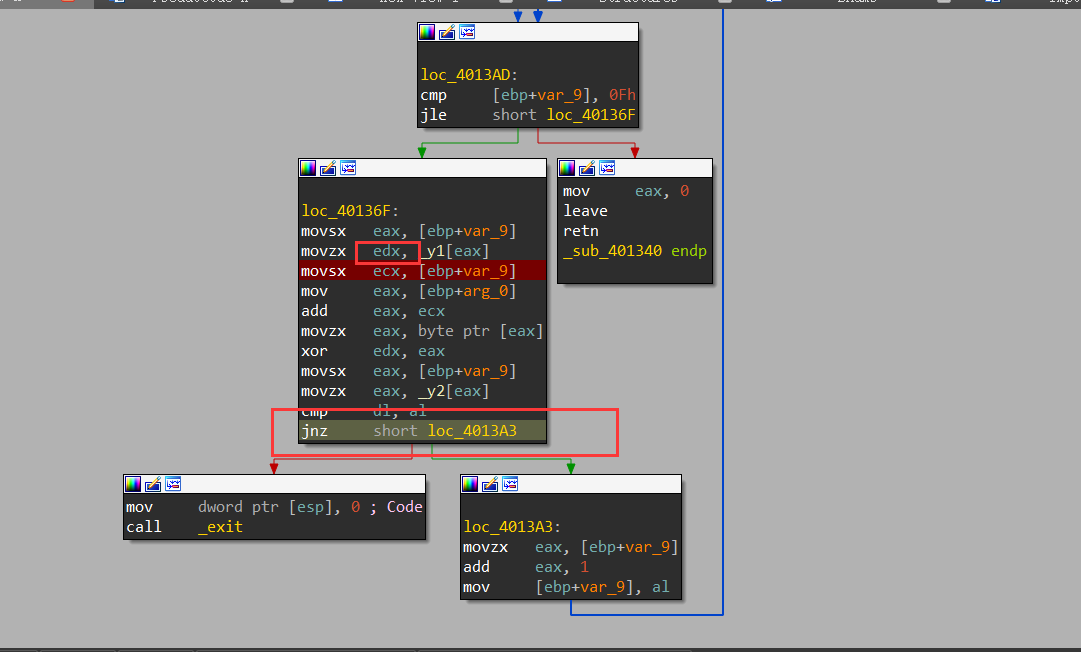 loc_4013AD:
cmp [ebp+var_9], 0Fh
jle short loc_40136F
loc_40136F:
movsx eax, [ebp+var_9]
movzx edx, _y1[eax]
movsx ecx, [ebp+var_9]
mov eax, [ebp+arg_0]
add eax, ecx
movzx eax, byte ptr [eax]
xor edx, eax
movsx eax, [ebp+var_9]
movzx eax, _y2[eax]
cmp dl, al
jnz short loc_4013A3
mov eax, 0
leave
retn
_sub_401340 endp
mov dword ptr [esp], 0 ; Code
call _exit
loc_4013A3:
movzx eax, [ebp+var_9]
add eax, 1
mov [ebp+var_9], al